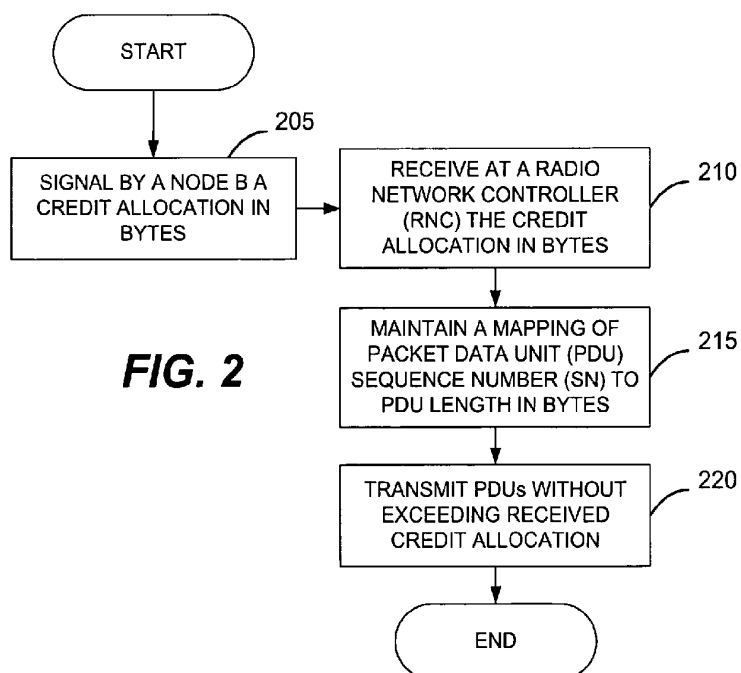 START
205
SIGNAL BY A NODE B A
CREDIT ALLOCATION IN
BYTES
RECEIVE AT A RADIO
NETWORK CONTROLLER
(RNC) THE CREDIT
ALLOCATION IN BYTES
210
MAINTAIN A MAPPING OF
PACKET DATA UNIT (PDU)
SEQUENCE NUMBER (SN) TO
PDU LENGTH IN BYTES
215
FIG. 2
TRANSMIT PDUs WITHOUT
EXCEEDING RECEIVED
CREDIT ALLOCATION
220
END